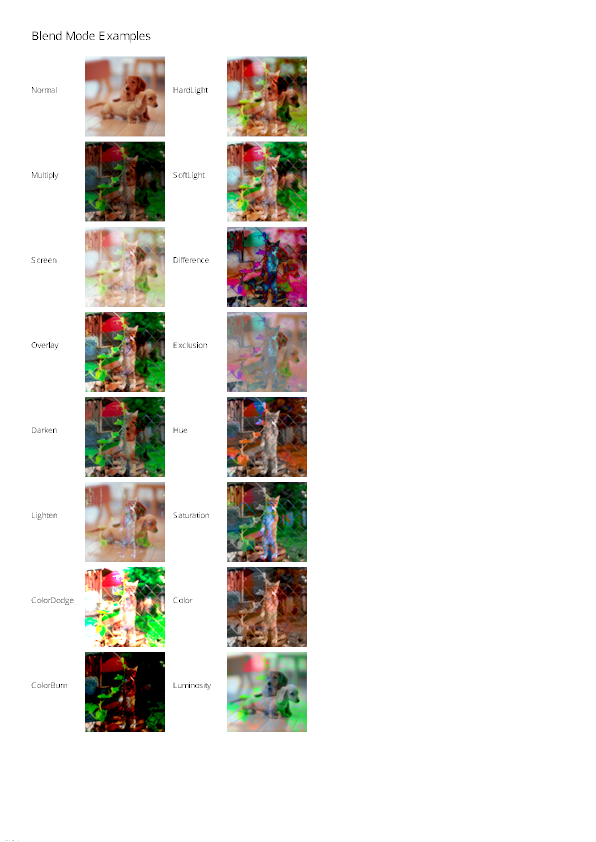 Blend Mode Examples
Normal
HardLight
Multiply
SoftLight
Screen
Difference
Overlay
Exclusion
Darken
Hue
Lighten
Saturation
ColorDodge
Color
ColorBurn
Luminosity